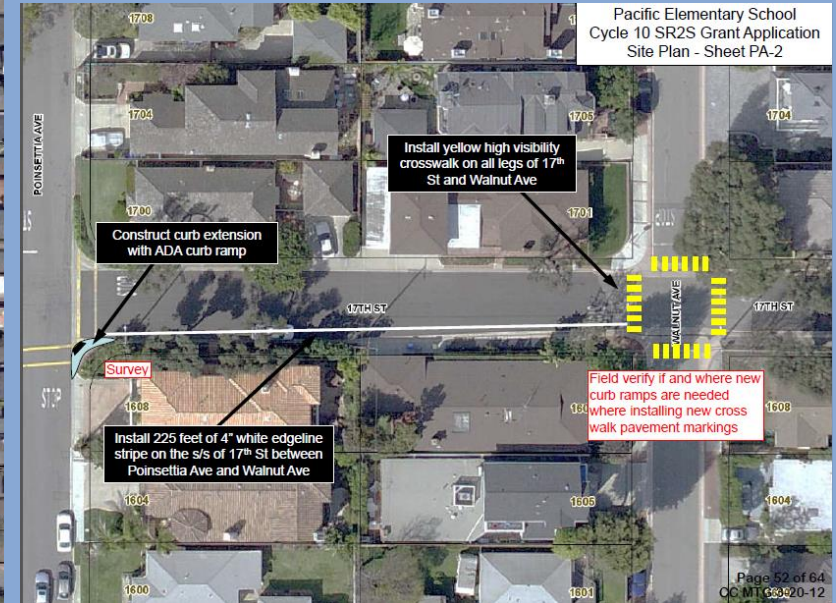 Pacific Elementary School
Cycle 10 SR2S Grant Application
Site Plan - Sheet PA-2
1708
1704
1705
1704
POINSETTIA AVE
Install yellow high visibility
crosswalk on all legs of 17th
St and Walnut Ave
1700
1701
STOP
Construct curb extension
with ADA curb ramp
STOP
17TH ST
WALNUT AVE
17TH ST
Survey
STOP
1608
Field verify if and where new
curb ramps are needed
where installing new cross
walk pavement markings
1608
Install 225 feet of 4" white edgeline
stripe on the s/s of 17th St between
Poinsettia Ave and Walnut Ave
1604
1605
1604
1600
1601
Page 52 of 64